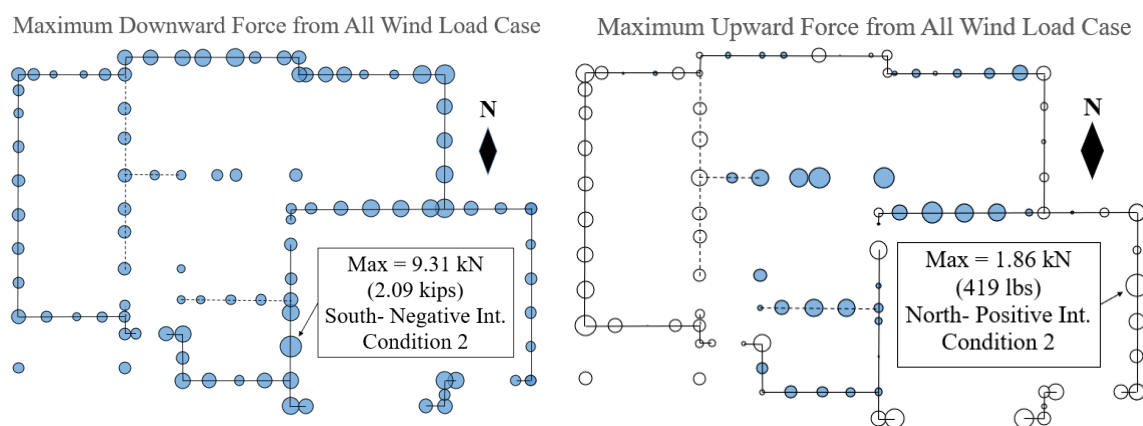 Maximum Downward Force from All Wind Load Case
N
Max = 9.31 kN
(2.09 kips)
South- Negative Int.
Condition 2
Maximum Upward Force from All Wind Load Case
N
Max = 1.86 kN
(419 lbs)
North- Positive Int.
Condition 2